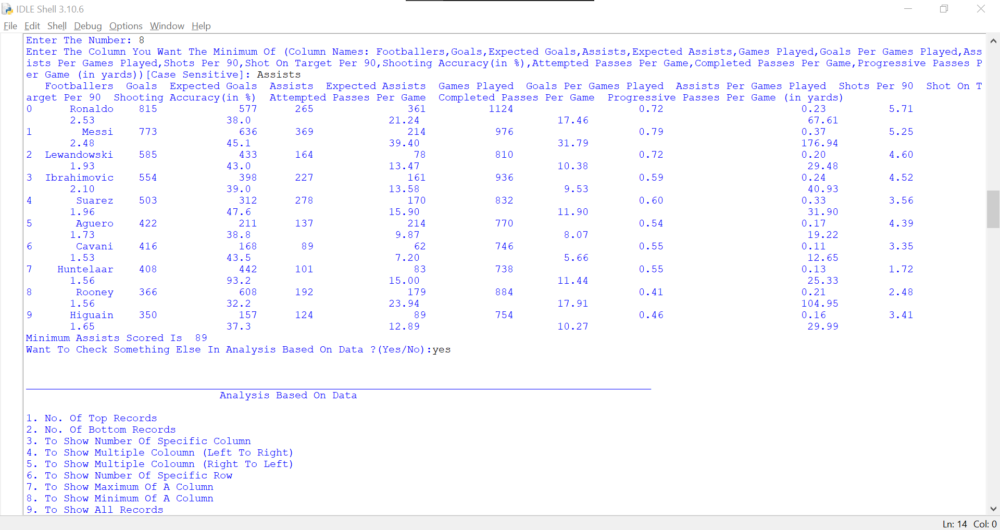 IDLE Shell 3.10.6
File Edit Shell Debug Options Window Help
Enter The Number: 8
Enter The Column You Want The Minimum Of (Column Names: Footballers,Goals,Expected Goals,Assists,Expected Assists,Games Played,Goals Per Games Played,Ass
ists Per Games Played,Shots Per 90,Shot On Target Per 90,Shooting Accuracy(in %),Attempted Passes Per Game,Completed Passes Per Game,Progressive Passes P
er Game (in yards))[Case Sensitive]: Assists
Footballers Goals Expected Goals Assists Expected Assists Games Played Goals Per Games Played Assists Per Games Played Shots Per 90 Shot On T
arget Per 90 Shooting Accuracy(in %) Attempted Passes Per Game Completed Passes Per Game Progressive Passes Per Game (in yards)
0 Ronaldo 815 577 265 361 1124 0.72 0.23 5.71
2.53 38.0 21.24 17.46 67.61
1 Messi 773 636 369 214 976 0.79 0.37 5.25
2.48 45.1 39.40 31.79 176.94
2 Lewandowski 585 433 164 78 810 0.72 0.20 4.60
1.93 43.0 13.47 10.38 29.48
3 Ibrahimovic 554 398 227 161 936 0.59 0.24 4.52
2.10 39.0 13.58 9.53 40.93
4 Suarez 503 312 278 170 832 0.60 0.33 3.56
1.96 47.6 15.90 11.90 31.90
5 Aguero 422 211 137 214 770 0.54 0.17 4.39
1.73 38.8 9.87 8.07 19.22
6 Cavani 416 168 89 62 746 0.55 0.11 3.35
1.53 43.5 7.20 5.66 12.65
7 Huntelaar 408 442 101 83 738 0.55 0.13 1.72
1.56 93.2 15.00 11.44 25.33
8 Rooney 366 608 192 179 884 0.41 0.21 2.48
1.56 32.2 23.94 17.91 104.95
9 Higuain 350 157 124 89 754 0.46 0.16 3.41
1.65 37.3 12.89 10.27 29.99
Minimum Assists Scored Is 89
Want To Check Something Else In Analysis Based On Data ?(Yes/No):yes
Analysis Based On Data
1. No. Of Top Records
2. No. Of Bottom Records
3. To Show Number Of Specific Column
4. To Show Multiple Coloumn (Left To Right)
5. To Show Multiple Coloumn (Right To Left)
6. To Show Number Of Specific Row
7. To Show Maximum Of A Column
8. To Show Minimum Of A Column
9. To Show All Records
Ln: 14 Col: 0